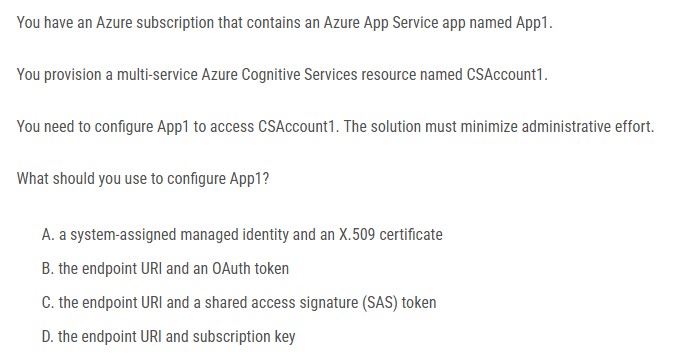 You have an Azure subscription that contains an Azure App Service app named App1.
You provision a multi-service Azure Cognitive Services resource named CSAccount1.
You need to configure App1 to access CSAccount1. The solution must minimize administrative effort.
What should you use to configure App1?
A. a system-assigned managed identity and an X.509 certificate
B. the endpoint URI and an OAuth token
C. the endpoint URI and a shared access signature (SAS) token
D. the endpoint URI and subscription key